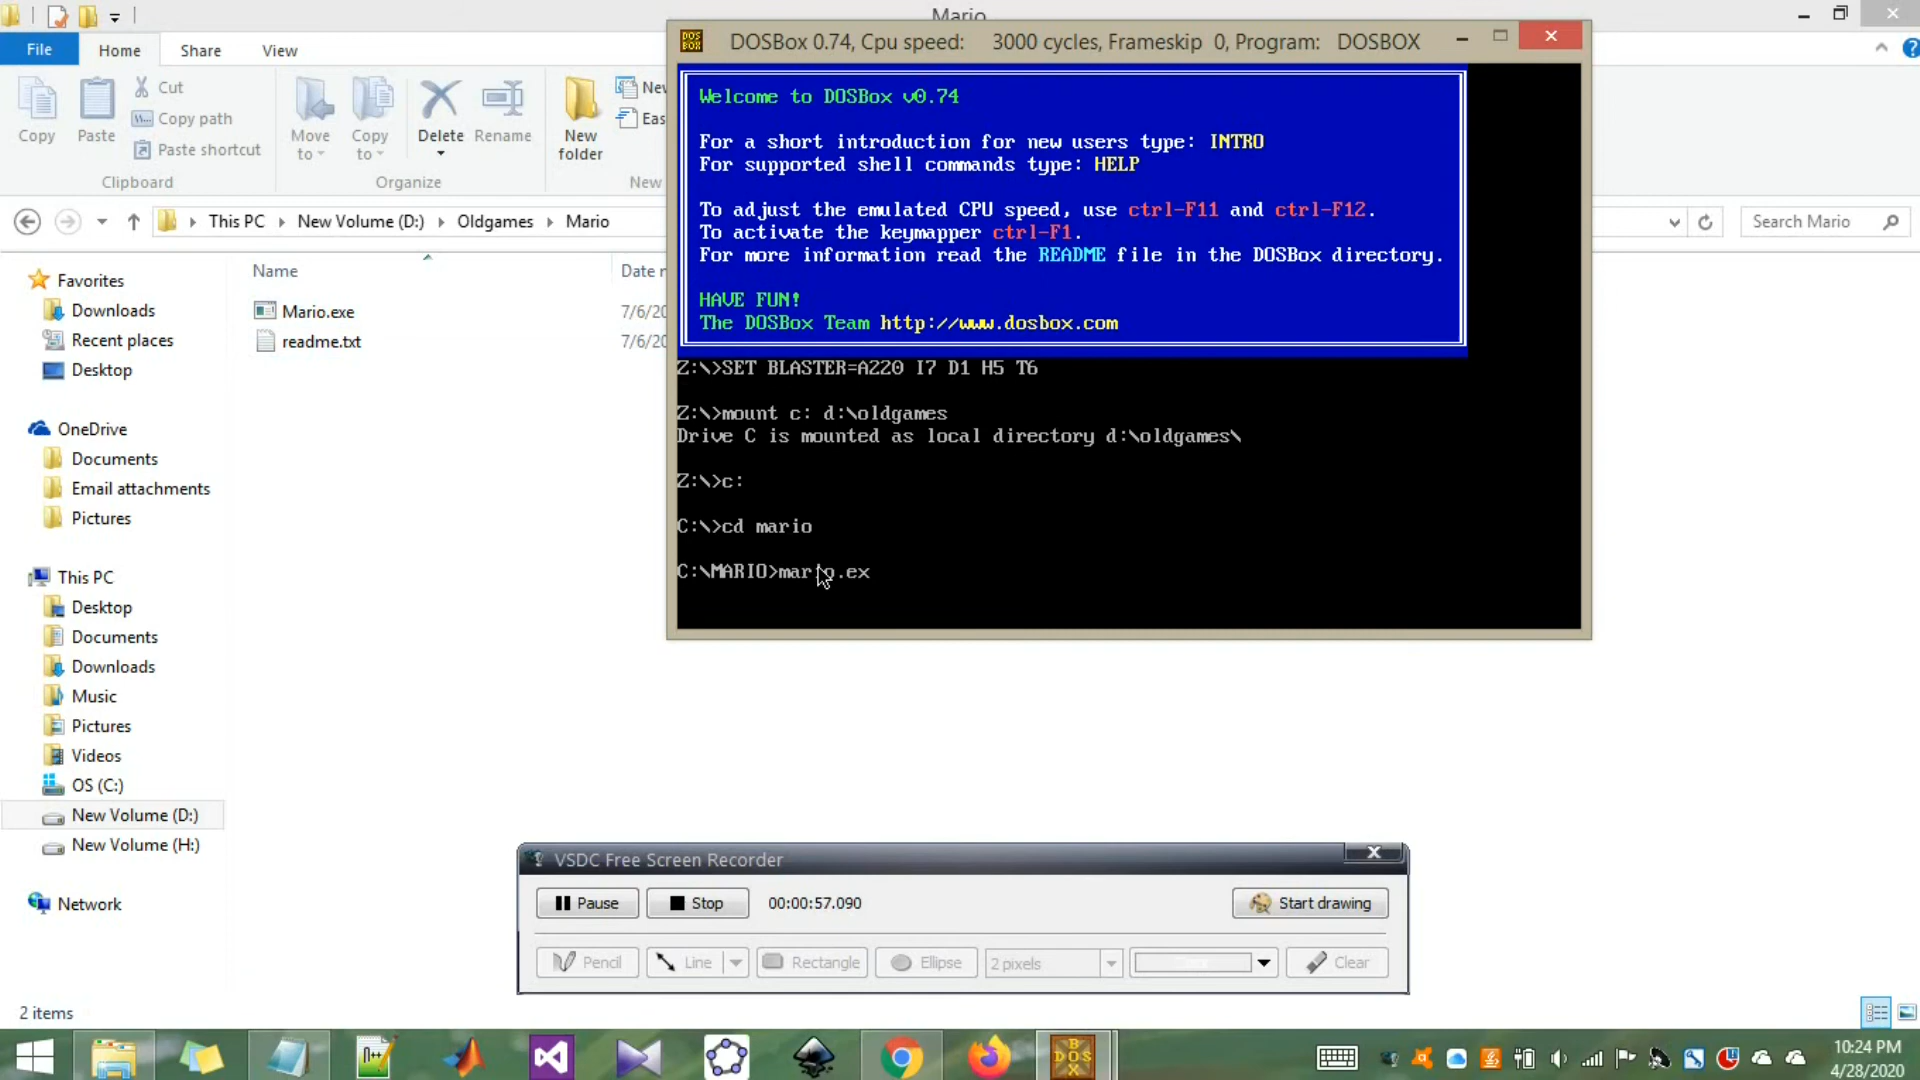 Mario
File
Home
Share
View
Cut
Copy path
Paste shortcut
Copy
Paste
Move to
Copy to
Delete
Rename
New folder
Clipboard
Organize
New
This PC
New Volume (D:)
Oldgames
Mario
Search Mario
Name
Mario.exe
readme.txt
Favorites
Downloads
Recent places
Desktop
OneDrive
Documents
Email attachments
Pictures
This PC
Desktop
Documents
Downloads
Music
Pictures
Videos
OS (C:)
New Volume (D:)
New Volume (H:)
Network
2 items
DOSBox 0.74, Cpu speed: 3000 cycles, Frameskip 0, Program: DOSBOX
Welcome to DOSBox v0.74
For a short introduction for new users type: INTRO
For supported shell commands type: HELP
To adjust the emulated CPU speed, use ctrl-F11 and ctrl-F12.
To activate the keymapper ctrl-F1.
For more information read the README file in the DOSBox directory.
HAVE FUN!
The DOSBox Team http://www.dosbox.com
Z:\>SET BLASTER=A220 I7 D1 H5 T6
Z:\>mount c: d:\oldgames
Drive C is mounted as local directory d:\oldgames\
Z:\>c:
C:\>cd mario
C:\MARIO>mario.ex
VSDC Free Screen Recorder
Pause
Stop
00:00:57.090
Start drawing
Pencil
Line
Rectangle
Ellipse
2 pixels
Clear
10:24 PM
4/28/2020